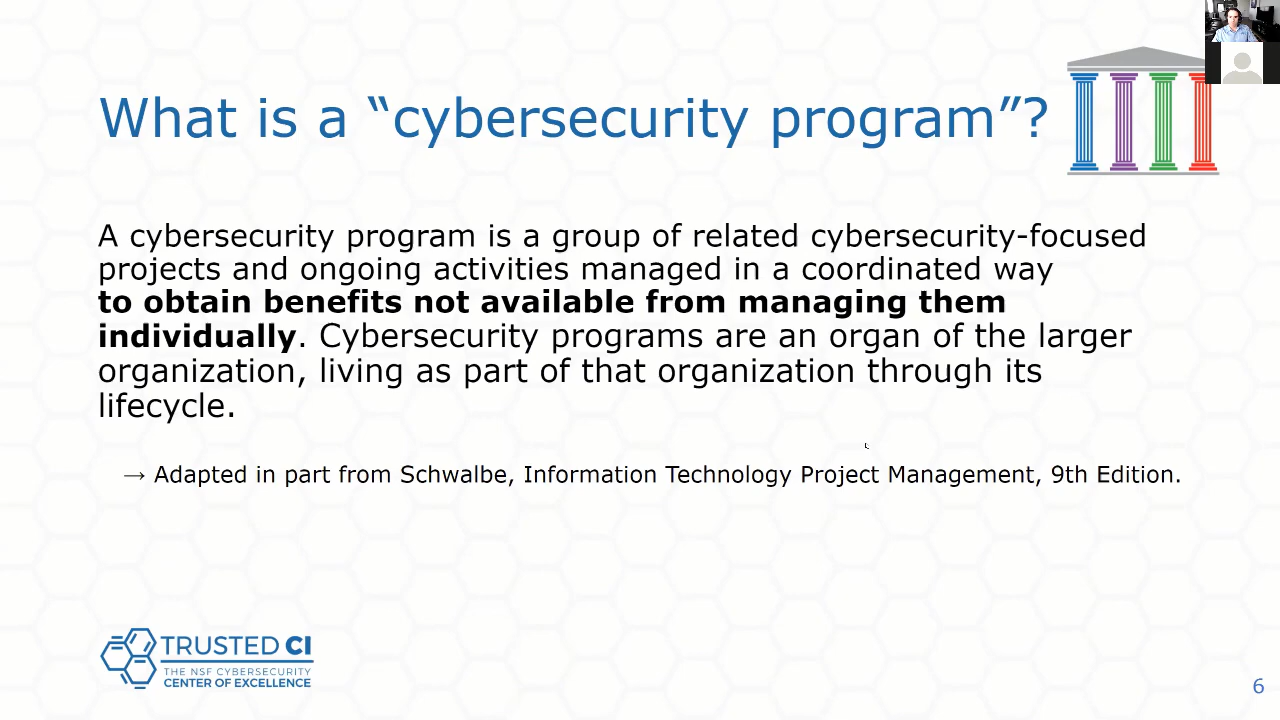 What is a “cybersecurity program”?
A cybersecurity program is a group of related cybersecurity-focused
projects and ongoing activities managed in a coordinated way
to obtain benefits not available from managing them
individually. Cybersecurity programs are an organ of the larger
organization, living as part of that organization through its
lifecycle.
→ Adapted in part from Schwalbe, Information Technology Project Management, 9th Edition.
TRUSTED CI
THE NSF CYBERSECURITY
CENTER OF EXCELLENCE
6